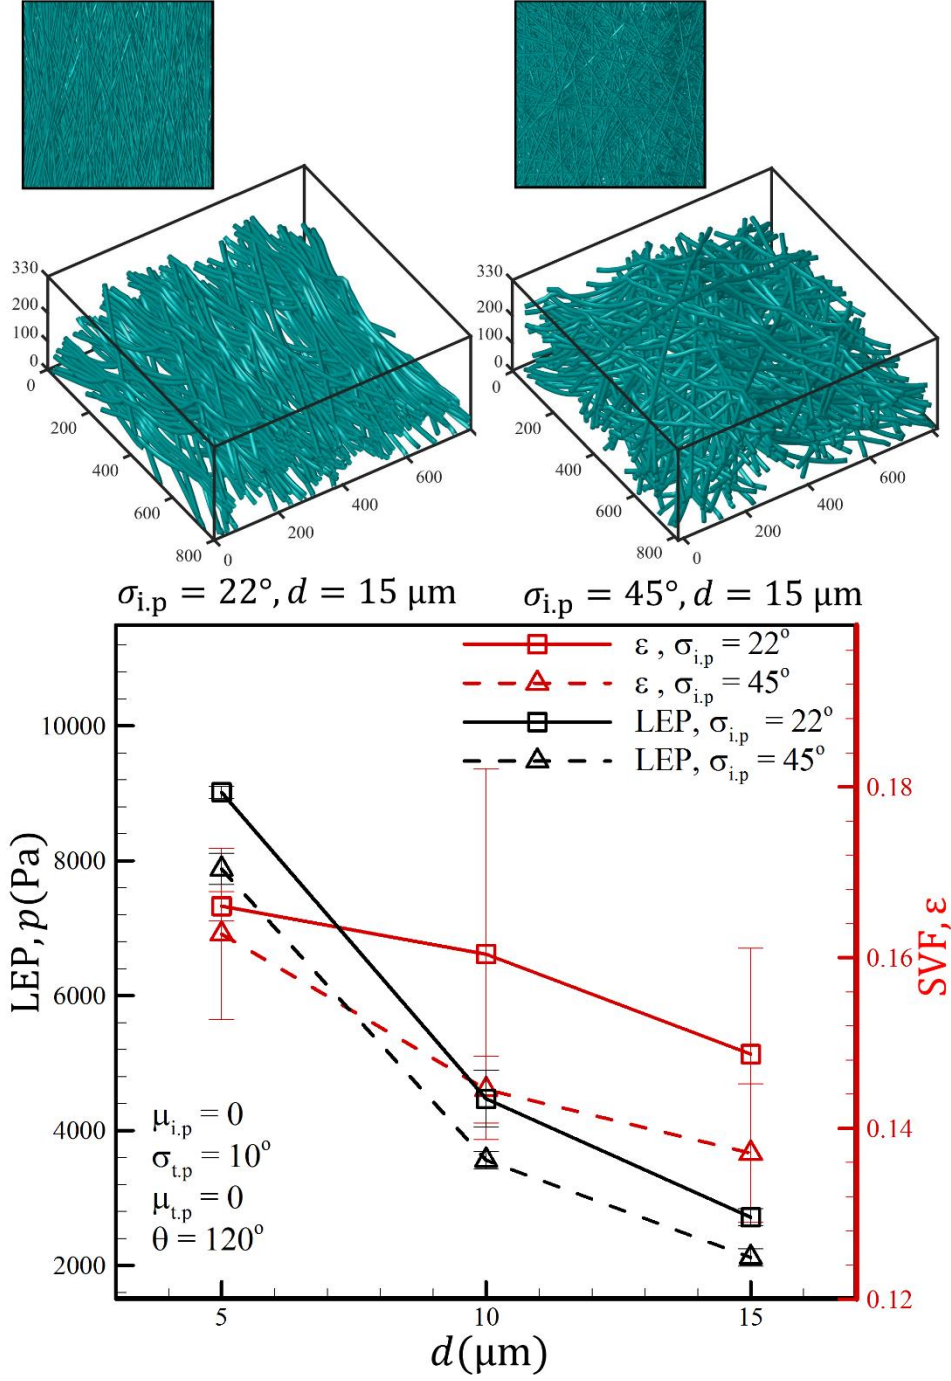 330
200
100
0
0
200
400
600
800
0
200
400
600
330
200
100
0
0
200
400
600
800
0
200
400
600
σi.p = 22°, d = 15 μm
σi.p = 45°, d = 15 μm
ε , σi.p = 22°
ε , σi.p = 45°
LEP, σi.p = 22°
LEP, σi.p = 45°
10000
8000
6000
4000
2000
LEP, p(Pa)
0.18
0.16
0.14
0.12
SVF, ε
μi.p = 0
σt.p = 10°
μt.p = 0
θ = 120°
5
10
15
d(μm)